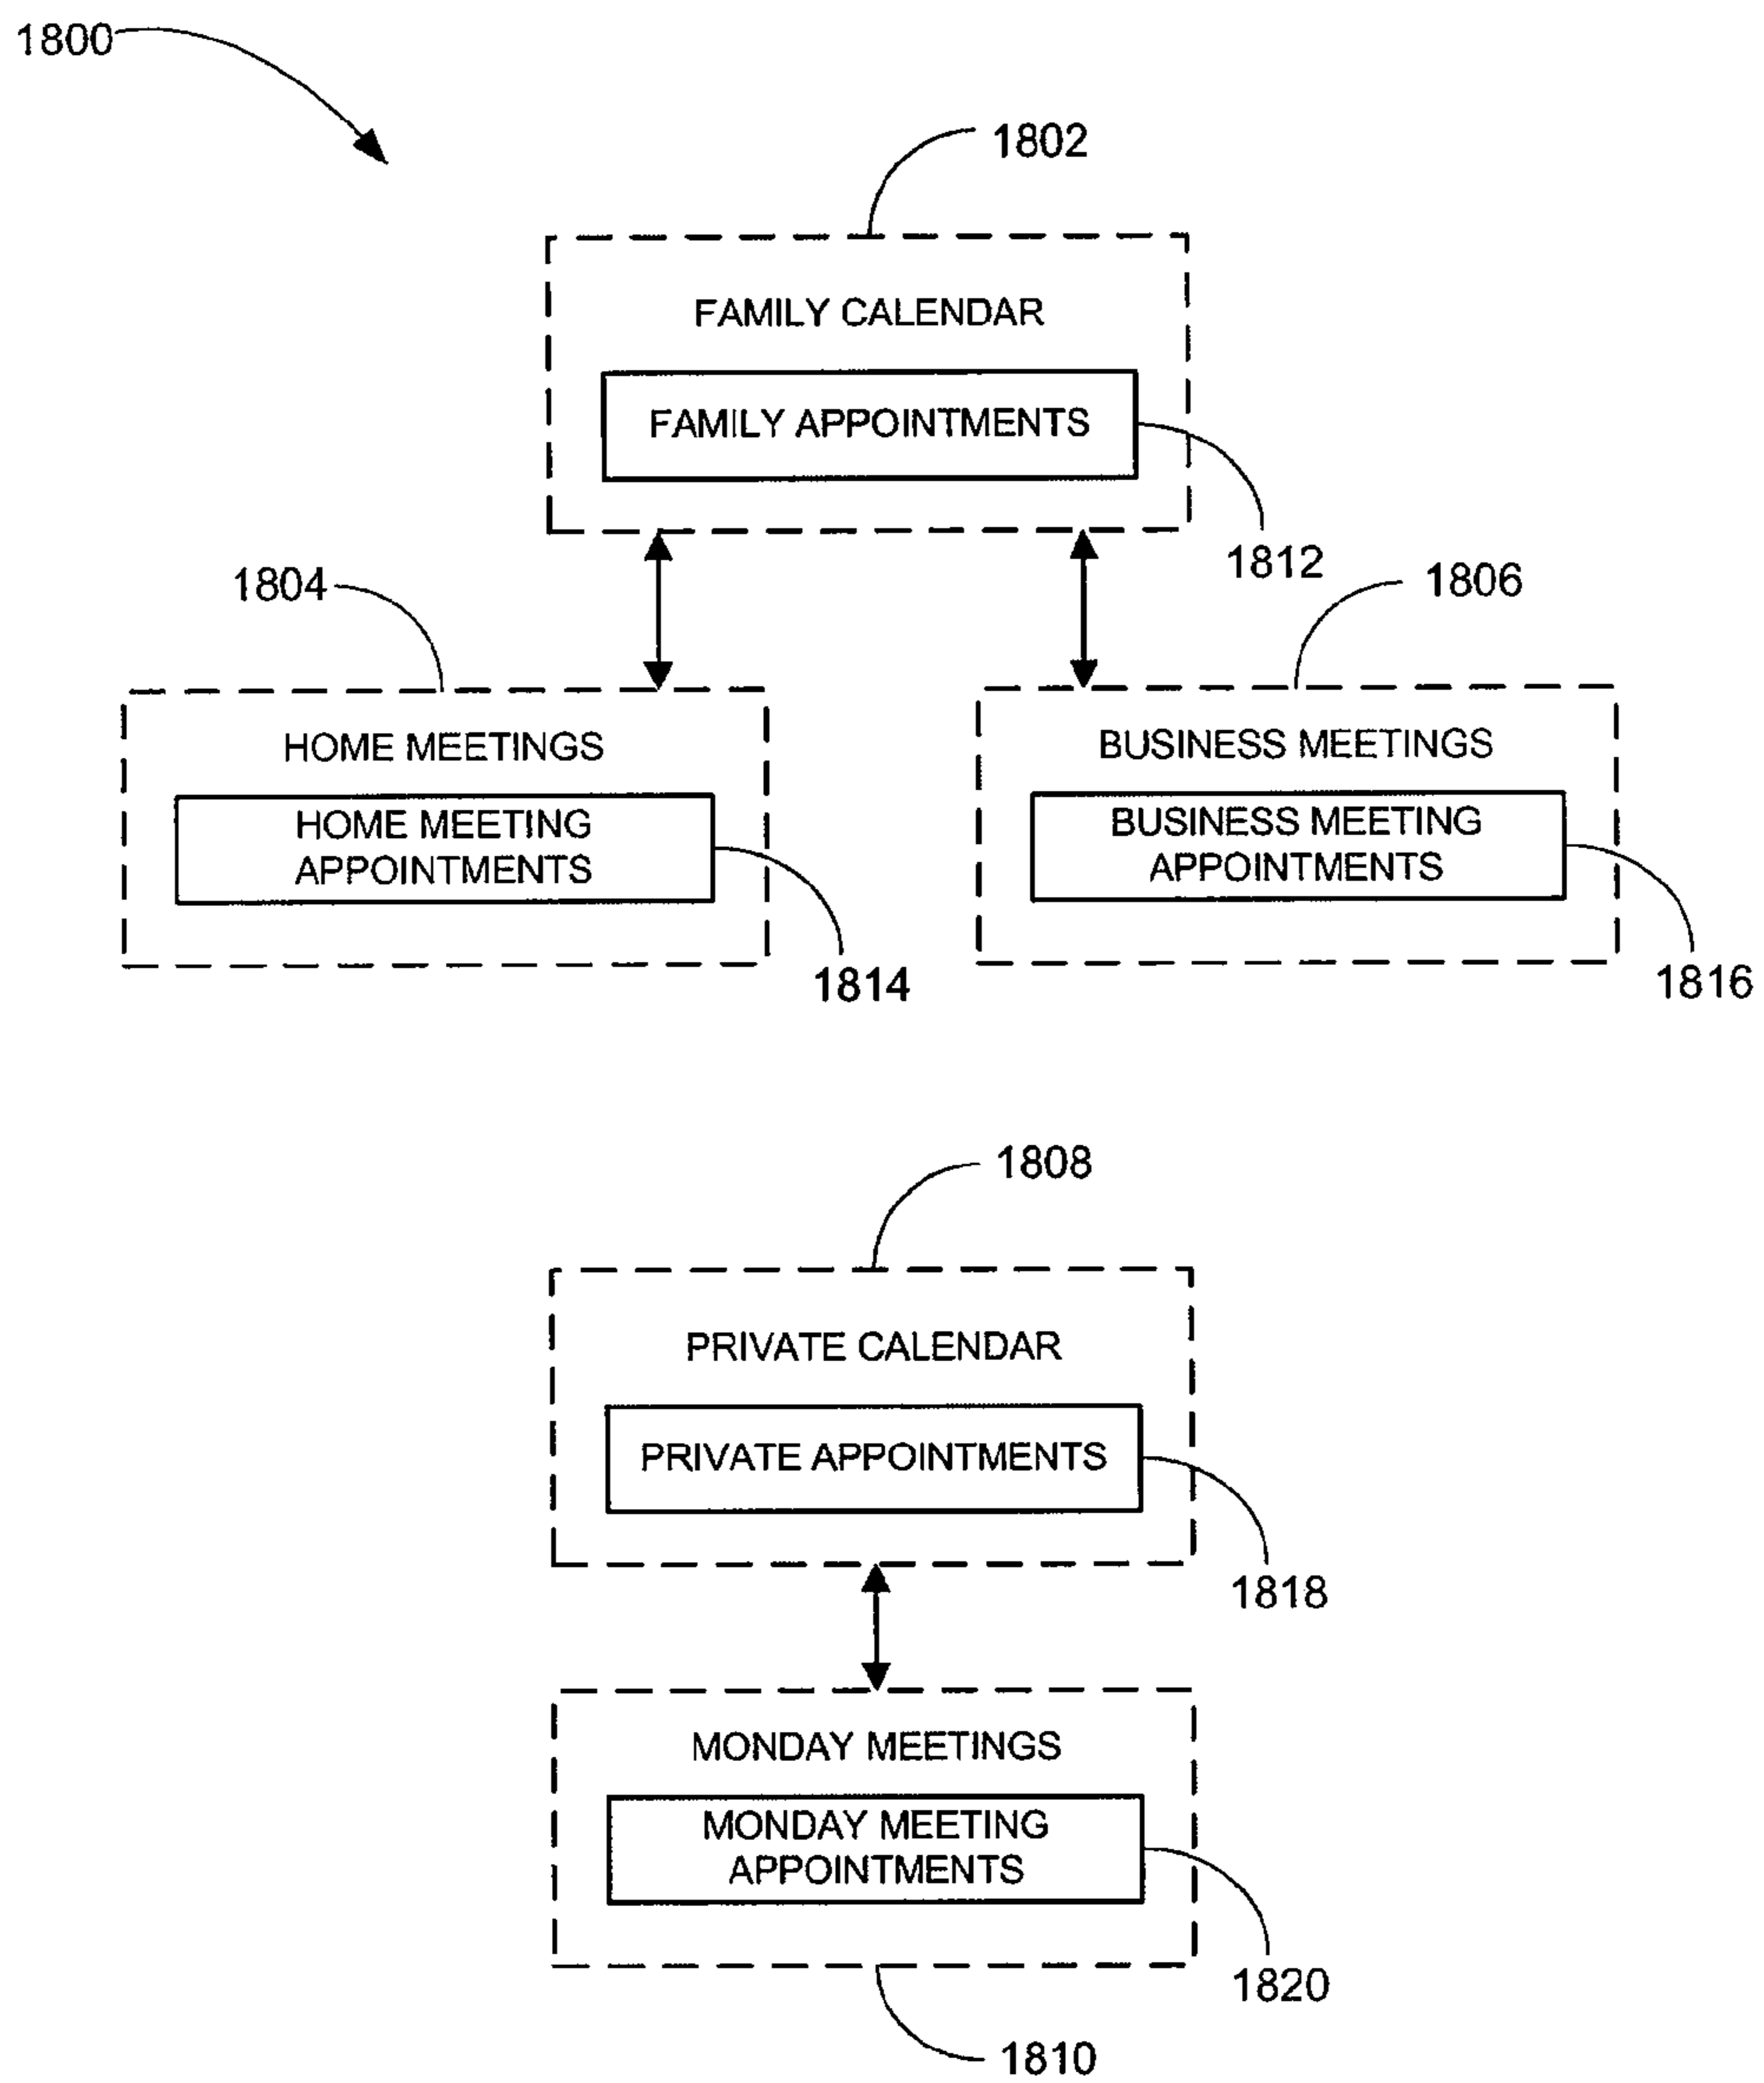 1800
1802
FAMILY CALENDAR
FAMILY APPOINTMENTS
1812
1804
1806
HOME MEETINGS
HOME MEETING
APPOINTMENTS
1814
BUSINESS MEETINGS
BUSINESS MEETING
APPOINTMENTS
1816
1808
PRIVATE CALENDAR
PRIVATE APPOINTMENTS
1818
MONDAY MEETINGS
MONDAY MEETING
APPOINTMENTS
1820
1810